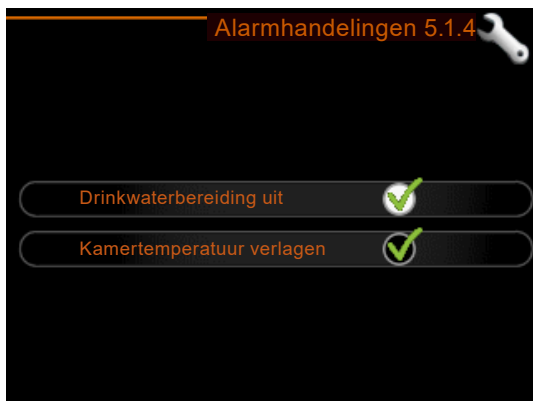 Alarmhandelingen 5.1.4
Drinkwaterbereiding uit
Kamertemperatuur verlagen